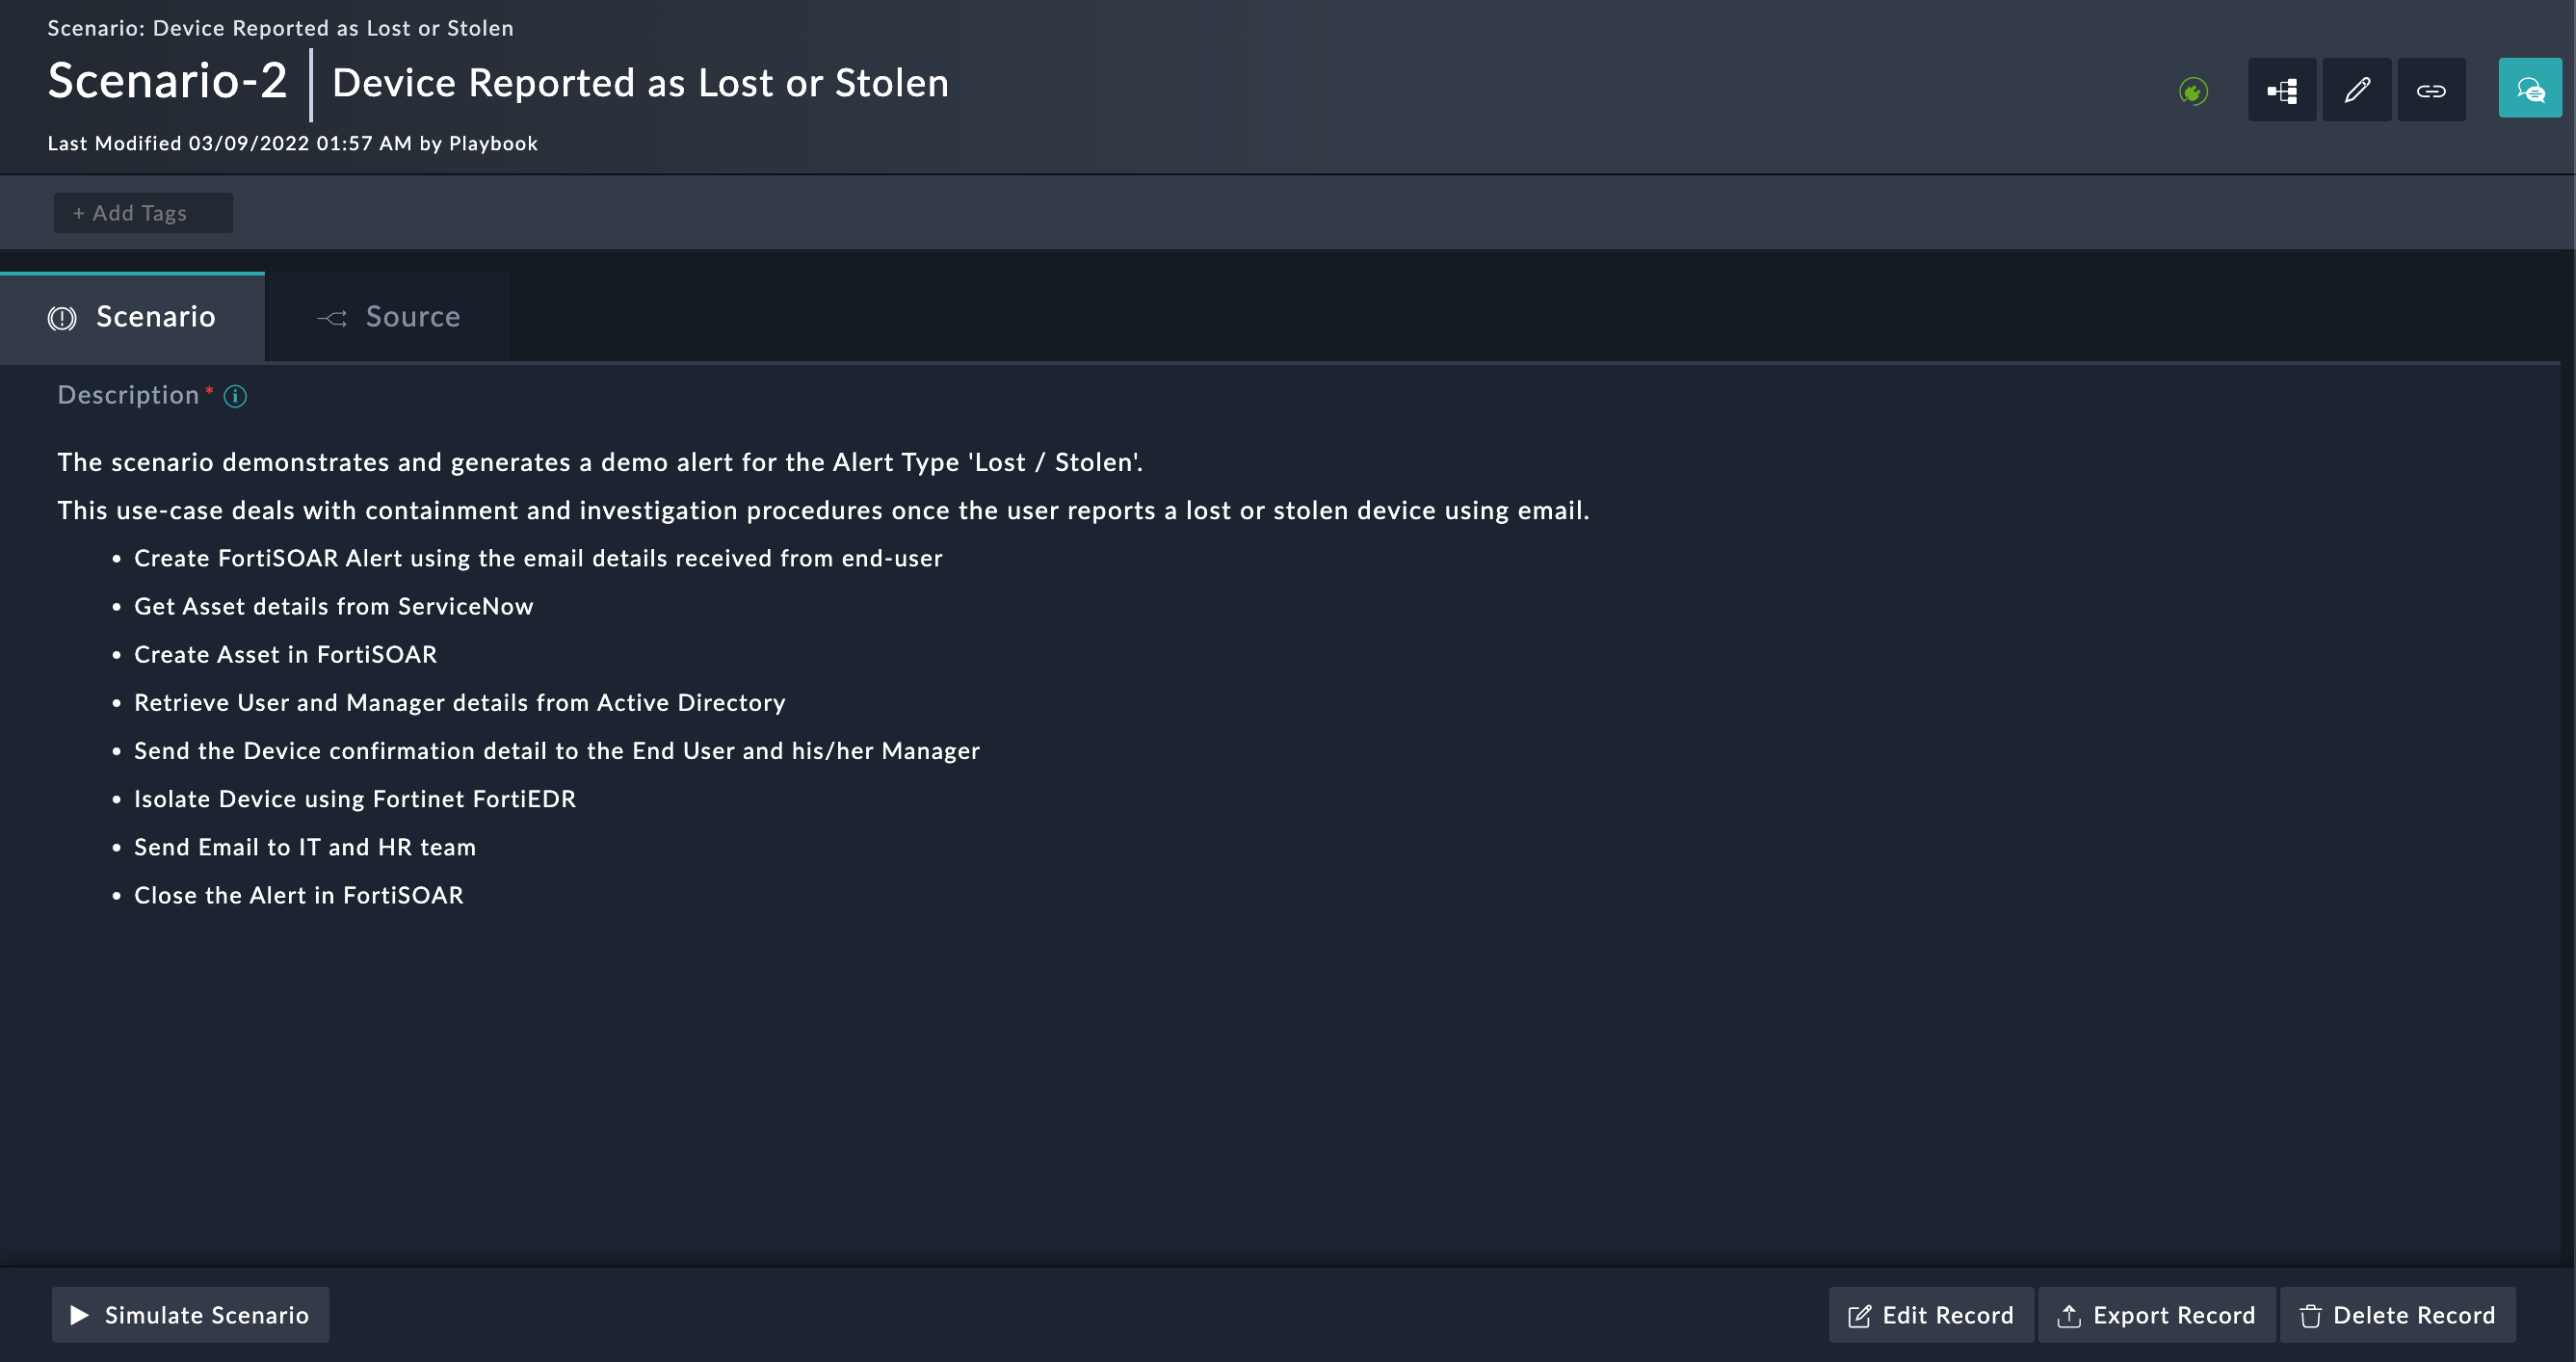 Scenario: Device Reported as Lost or Stolen
Scenario-2 Device Reported as Lost or Stolen
Last Modified 03/09/2022 01:57 AM by Playbook
+ Add Tags
Scenario Source
Description*
The scenario demonstrates and generates a demo alert for the Alert Type 'Lost / Stolen'.
This use-case deals with containment and investigation procedures once the user reports a lost or stolen device using email.
• Create FortiSOAR Alert using the email details received from end-user
• Get Asset details from ServiceNow
• Create Asset in FortiSOAR
• Retrieve User and Manager details from Active Directory
• Send the Device confirmation detail to the End User and his/her Manager
• Isolate Device using Fortinet FortiEDR
• Send Email to IT and HR team
• Close the Alert in FortiSOAR
Simulate Scenario Edit Record Export Record Delete Record